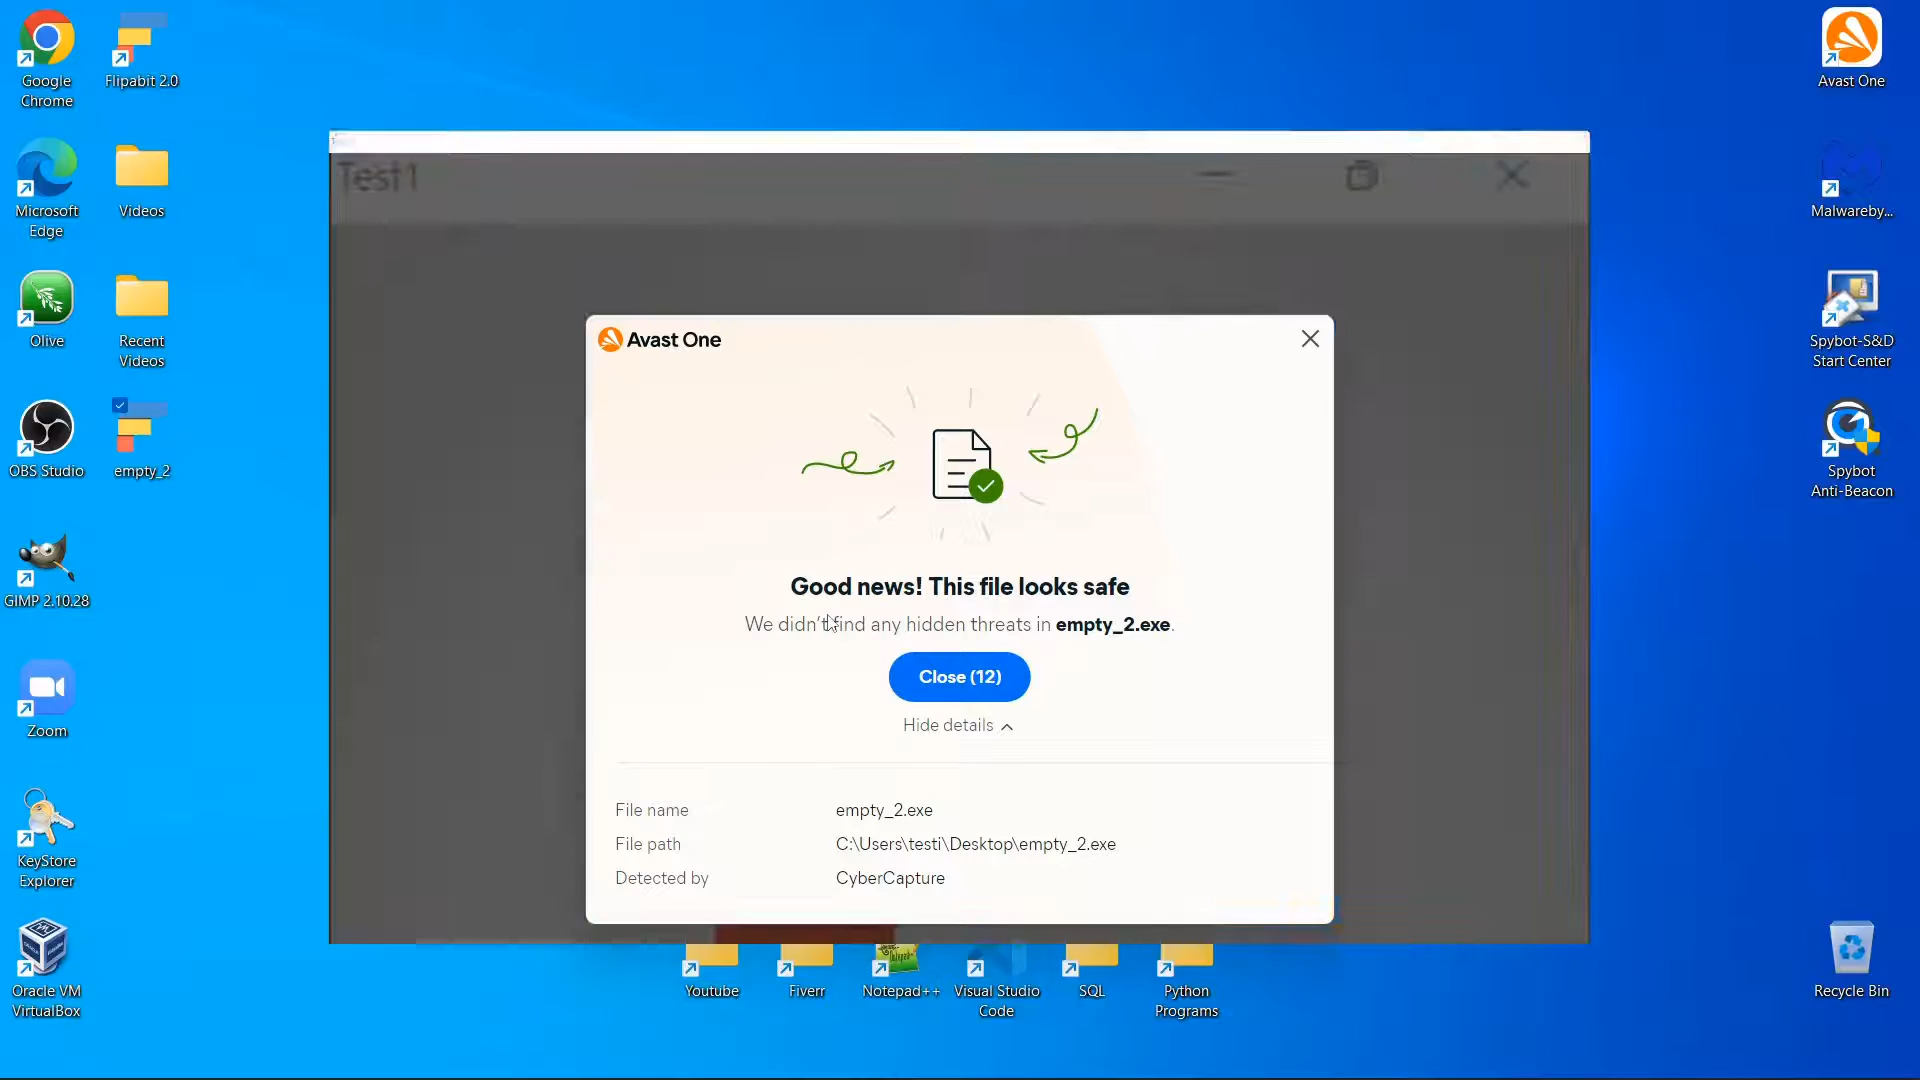 Google
Chrome
Flipabit 2.0
Avast One
Microsoft
Edge
Videos
Malwareby...
Test1
Avast One
Olive
Recent
Videos
Spybot-S&D
Start Center
OBS Studio
empty_2
Spybot
Anti-Beacon
Good news! This file looks safe
We didn't find any hidden threats in empty_2.exe.
GIMP 2.10.28
Close (12)
Hide details
Zoom
File name empty_2.exe
File path C:\Users\testi\Desktop\empty_2.exe
Detected by CyberCapture
KeyStore
Explorer
Oracle VM
VirtualBox
Youtube
Fiverr
Notepad++
Visual Studio
Code
SQL
Python
Programs
Recycle Bin